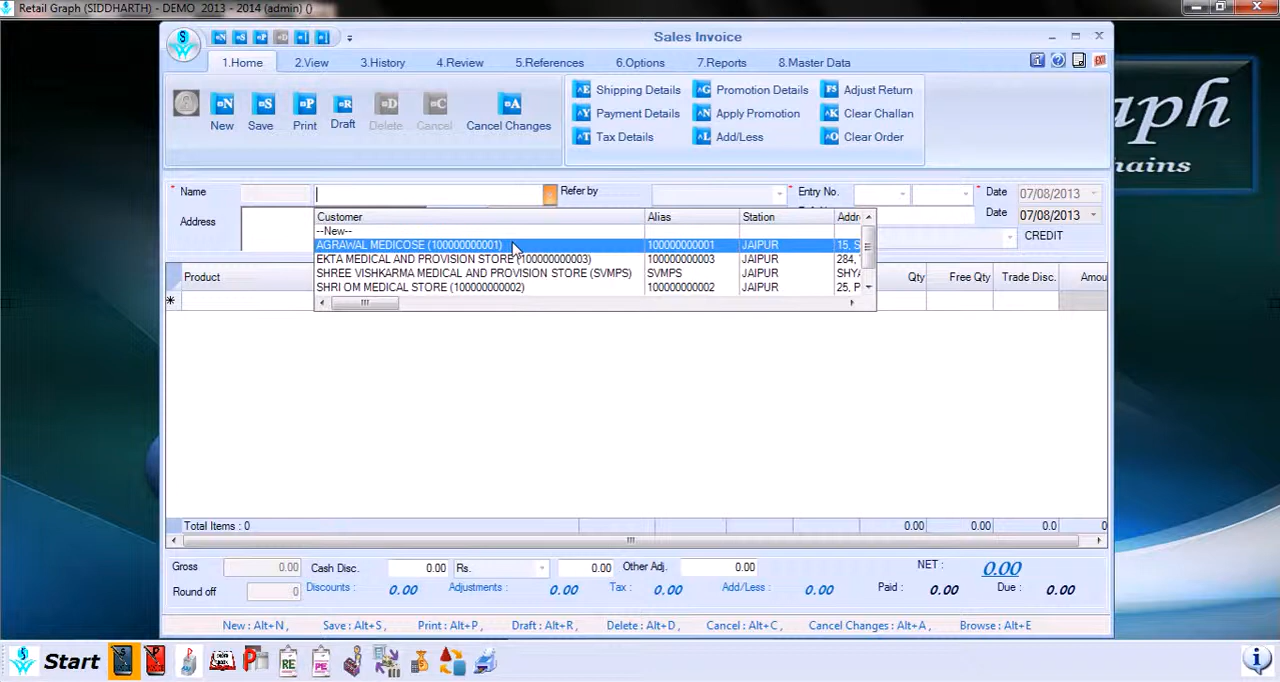 Retail Graph (SIDDHARTH) - DEMO 2013 - 2014 (admin) ()
Sales Invoice
1.Home 2.View 3.History 4.Review 5.References 6.Options 7.Reports 8.Master Data
New Save Print Draft Delete Cancel Cancel Changes
Shipping Details Promotion Details Adjust Return
Payment Details Apply Promotion Clear Challan
Tax Details Add/Less Clear Order
* Name Refer by * Entry No. * Date 07/08/2013
Address Date 07/08/2013
CREDIT
Customer Alias Station Addr
--New--
AGRAWAL MEDICOSE (100000000001) 100000000001 JAIPUR 15, S
EKTA MEDICAL AND PROVISION STORE (100000000003) 100000000003 JAIPUR 284,
SHREE VISHKARMA MEDICAL AND PROVISION STORE (SVMPS) SVMPS JAIPUR SHYA
SHRI OM MEDICAL STORE (100000000002) 100000000002 JAIPUR 25, P
Product Qty Free Qty Trade Disc. Amou
Total Items : 0 0.00 0.00 0.0 0
Gross 0.00 Cash Disc. 0.00 Rs. 0.00 Other Adj. 0.00 NET : 0.00
Round off 0 Discounts : 0.00 Adjustments : 0.00 Tax : 0.00 Add/Less : 0.00 Paid : 0.00 Due : 0.00
New : Alt+N , Save : Alt+S , Print : Alt+P , Draft : Alt+R , Delete : Alt+D , Cancel : Alt+C , Cancel Changes : Alt+A , Browse : Alt+E
Start